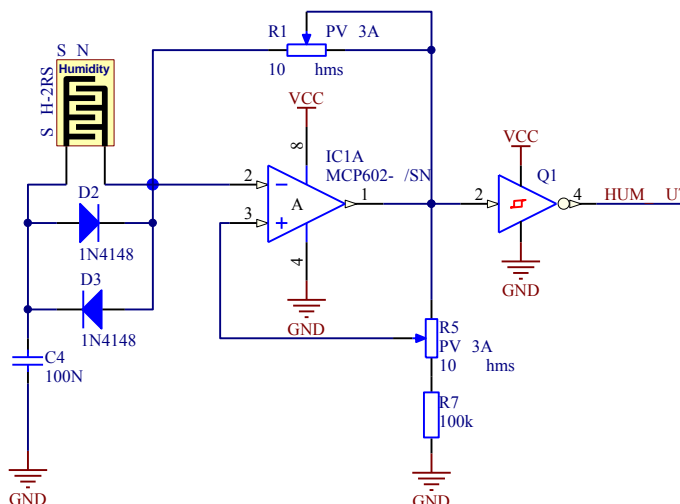 R1 PV 3A
10 hms
S N
Humidity
S H-2RS
VCC
8
IC1A
MCP602- /SN
2
1
A
3
4
GND
VCC
Q1
2
4
HUM U
GND
D2
1N4148
D3
1N4148
C4
100N
GND
R5
PV 3A
10 hms
R7
100k
GND